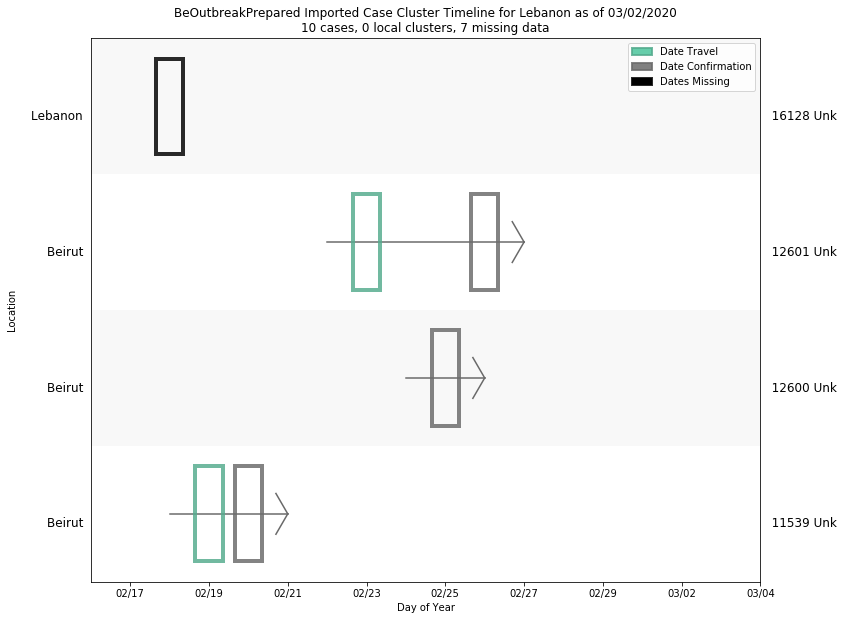 BeOutbreakPrepared Imported Case Cluster Timeline for Lebanon as of 03/02/2020
10 cases, 0 local clusters, 7 missing data
Date Travel
Date Confirmation
Dates Missing
Lebanon 16128 Unk
Beirut 12601 Unk
Beirut 12600 Unk
Beirut 11539 Unk
Location
02/17 02/19 02/21 02/23 02/25 02/27 02/29 03/02 03/04
Day of Year